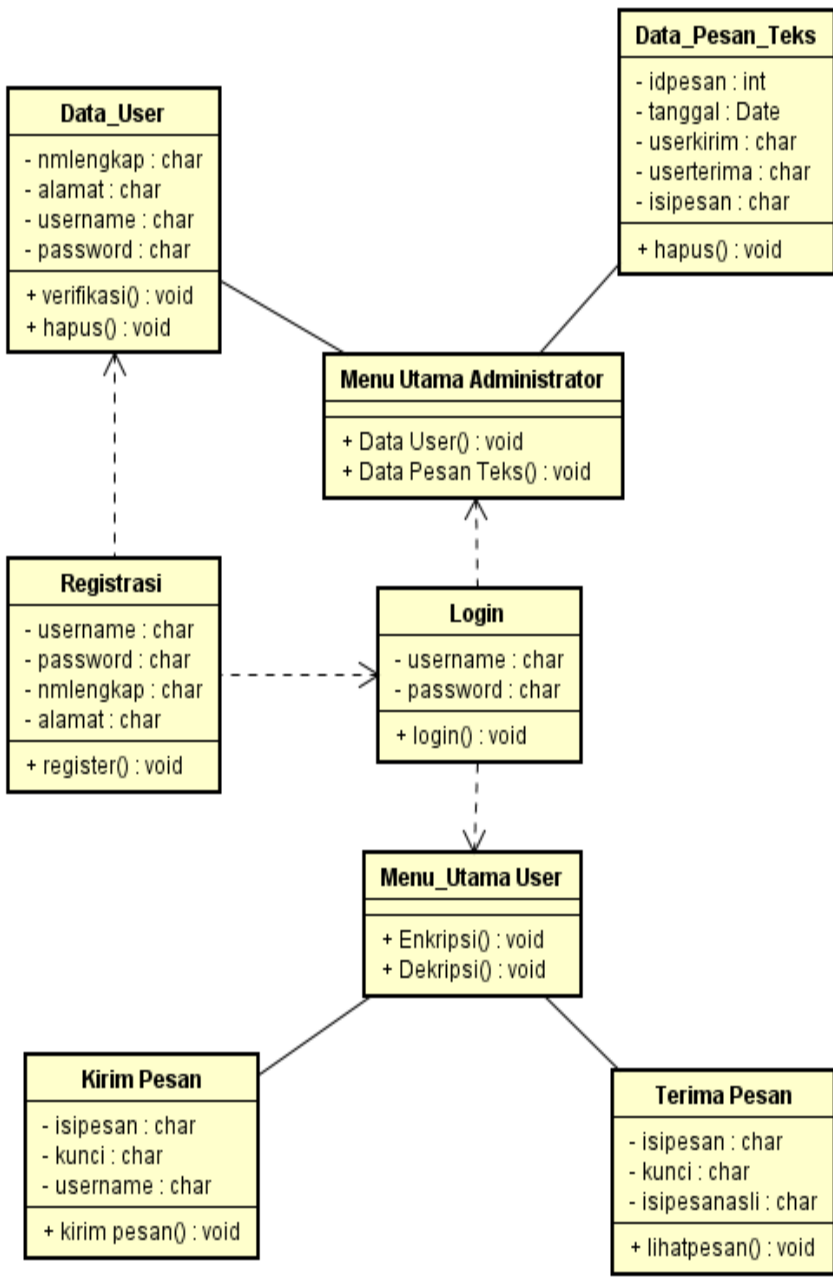 Data_Pesan_Teks
- idpesan : int
- tanggal : Date
- userkirim : char
- userterima : char
- isipesan : char
+ hapus() : void
Data_User
- nmlengkap : char
- alamat : char
- username : char
- password : char
+ verifikasi() : void
+ hapus() : void
Menu Utama Administrator
+ Data User() : void
+ Data Pesan Teks() : void
Registrasi
- username : char
- password : char
- nmlengkap : char
- alamat : char
+ register() : void
Login
- username : char
- password : char
+ login() : void
Menu_Utama User
+ Enkripsi() : void
+ Dekripsi() : void
Kirim Pesan
- isipesan : char
- kunci : char
- username : char
+ kirim pesan() : void
Terima Pesan
- isipesan : char
- kunci : char
- isipesanasli : char
+ lihatpesan() : void